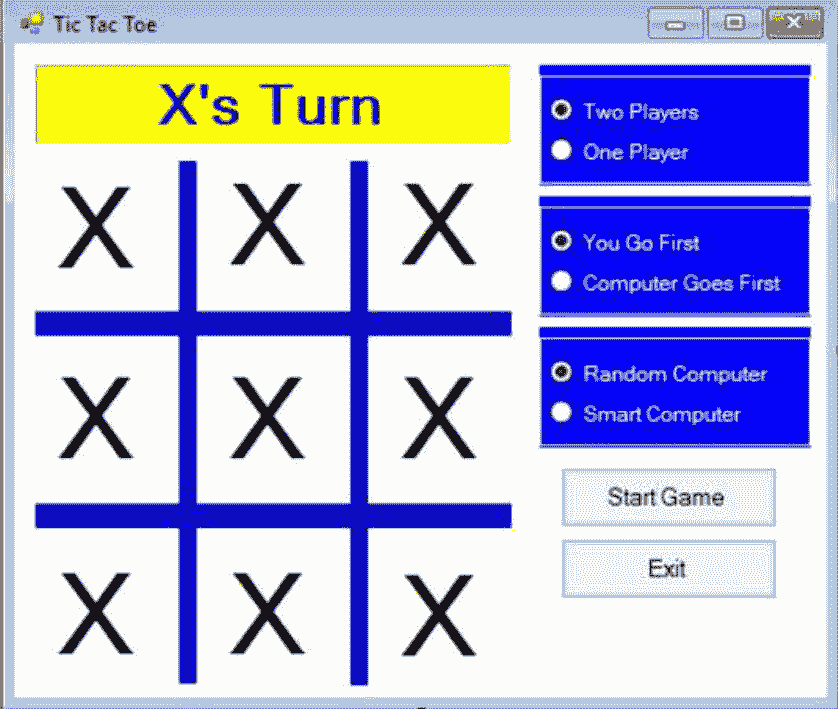 Tic Tac Toe
X's Turn
X X X
X X X
X X X
Two Players
One Player
You Go First
Computer Goes First
Random Computer
Smart Computer
Start Game
Exit